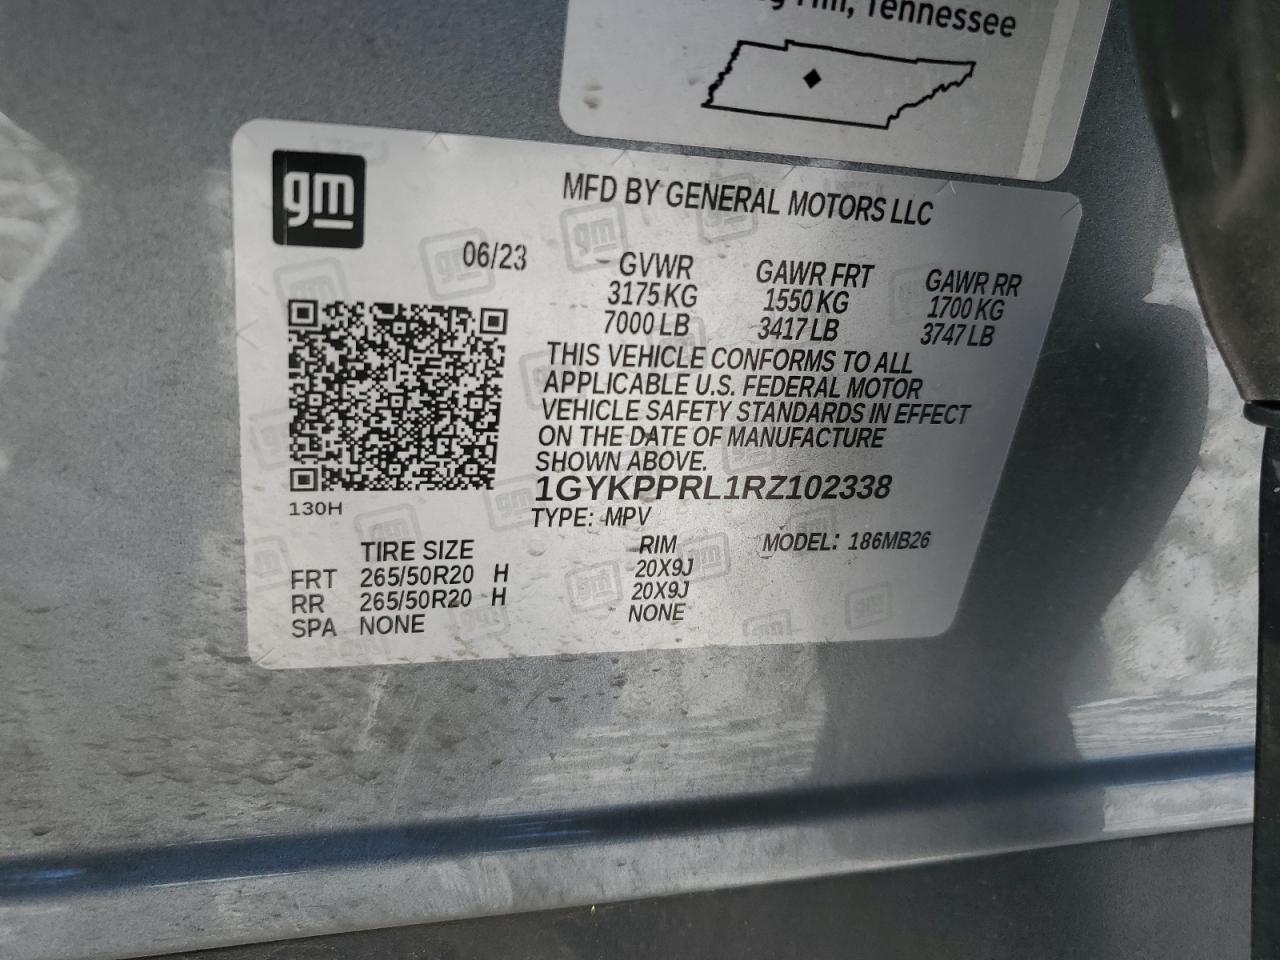 Hill, Tennessee
gm
MFD BY GENERAL MOTORS LLC
06/23
GVWR GAWR FRT GAWR RR
3175 KG 1550 KG 1700 KG
7000 LB 3417 LB 3747 LB
THIS VEHICLE CONFORMS TO ALL
APPLICABLE U.S. FEDERAL MOTOR
VEHICLE SAFETY STANDARDS IN EFFECT
ON THE DATE OF MANUFACTURE
SHOWN ABOVE.
1GYKPPRL1RZ102338
130H
TYPE: MPV
TIRE SIZE RIM MODEL: 186MB26
FRT 265/50R20 H 20X9J
RR 265/50R20 H 20X9J
SPA NONE NONE